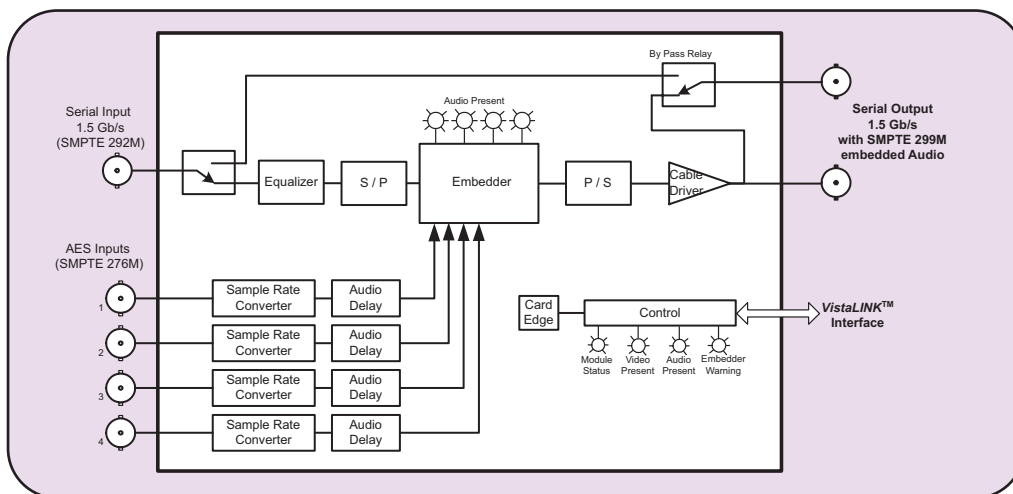 By Pass Relay
Serial Input
1.5 Gb/s
(SMPTE 292M)
Audio Present
Serial Output
1.5 Gb/s
with SMPTE 299M
embedded Audio
Equalizer
S / P
Embedder
P / S
Cable
Driver
AES Inputs
(SMPTE 276M)
1
Sample Rate
Converter
Audio
Delay
2
Sample Rate
Converter
Audio
Delay
3
Sample Rate
Converter
Audio
Delay
4
Sample Rate
Converter
Audio
Delay
Card
Edge
Control
VistaLINK™
Interface
Module
Status
Video
Present
Audio
Present
Embedder
Warning